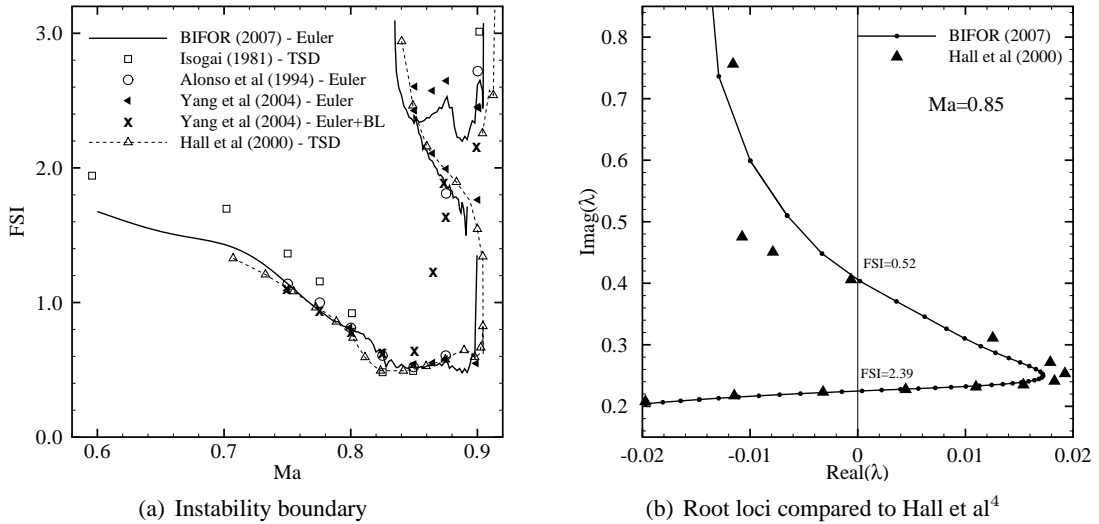 FSI
3.0
2.0
1.0
0.0
BIFOR (2007) - Euler
Isogai (1981) - TSD
Alonso et al (1994) - Euler
Yang et al (2004) - Euler
Yang et al (2004) - Euler+BL
Hall et al (2000) - TSD
0.6 0.7 0.8 0.9
Ma
(a) Instability boundary
Imag(λ)
0.8
0.7
0.6
0.5
0.4
0.3
0.2
BIFOR (2007)
Hall et al (2000)
Ma=0.85
FSI=0.52
FSI=2.39
-0.02 -0.01 0 0.01 0.02
Real(λ)
(b) Root loci compared to Hall et al⁴